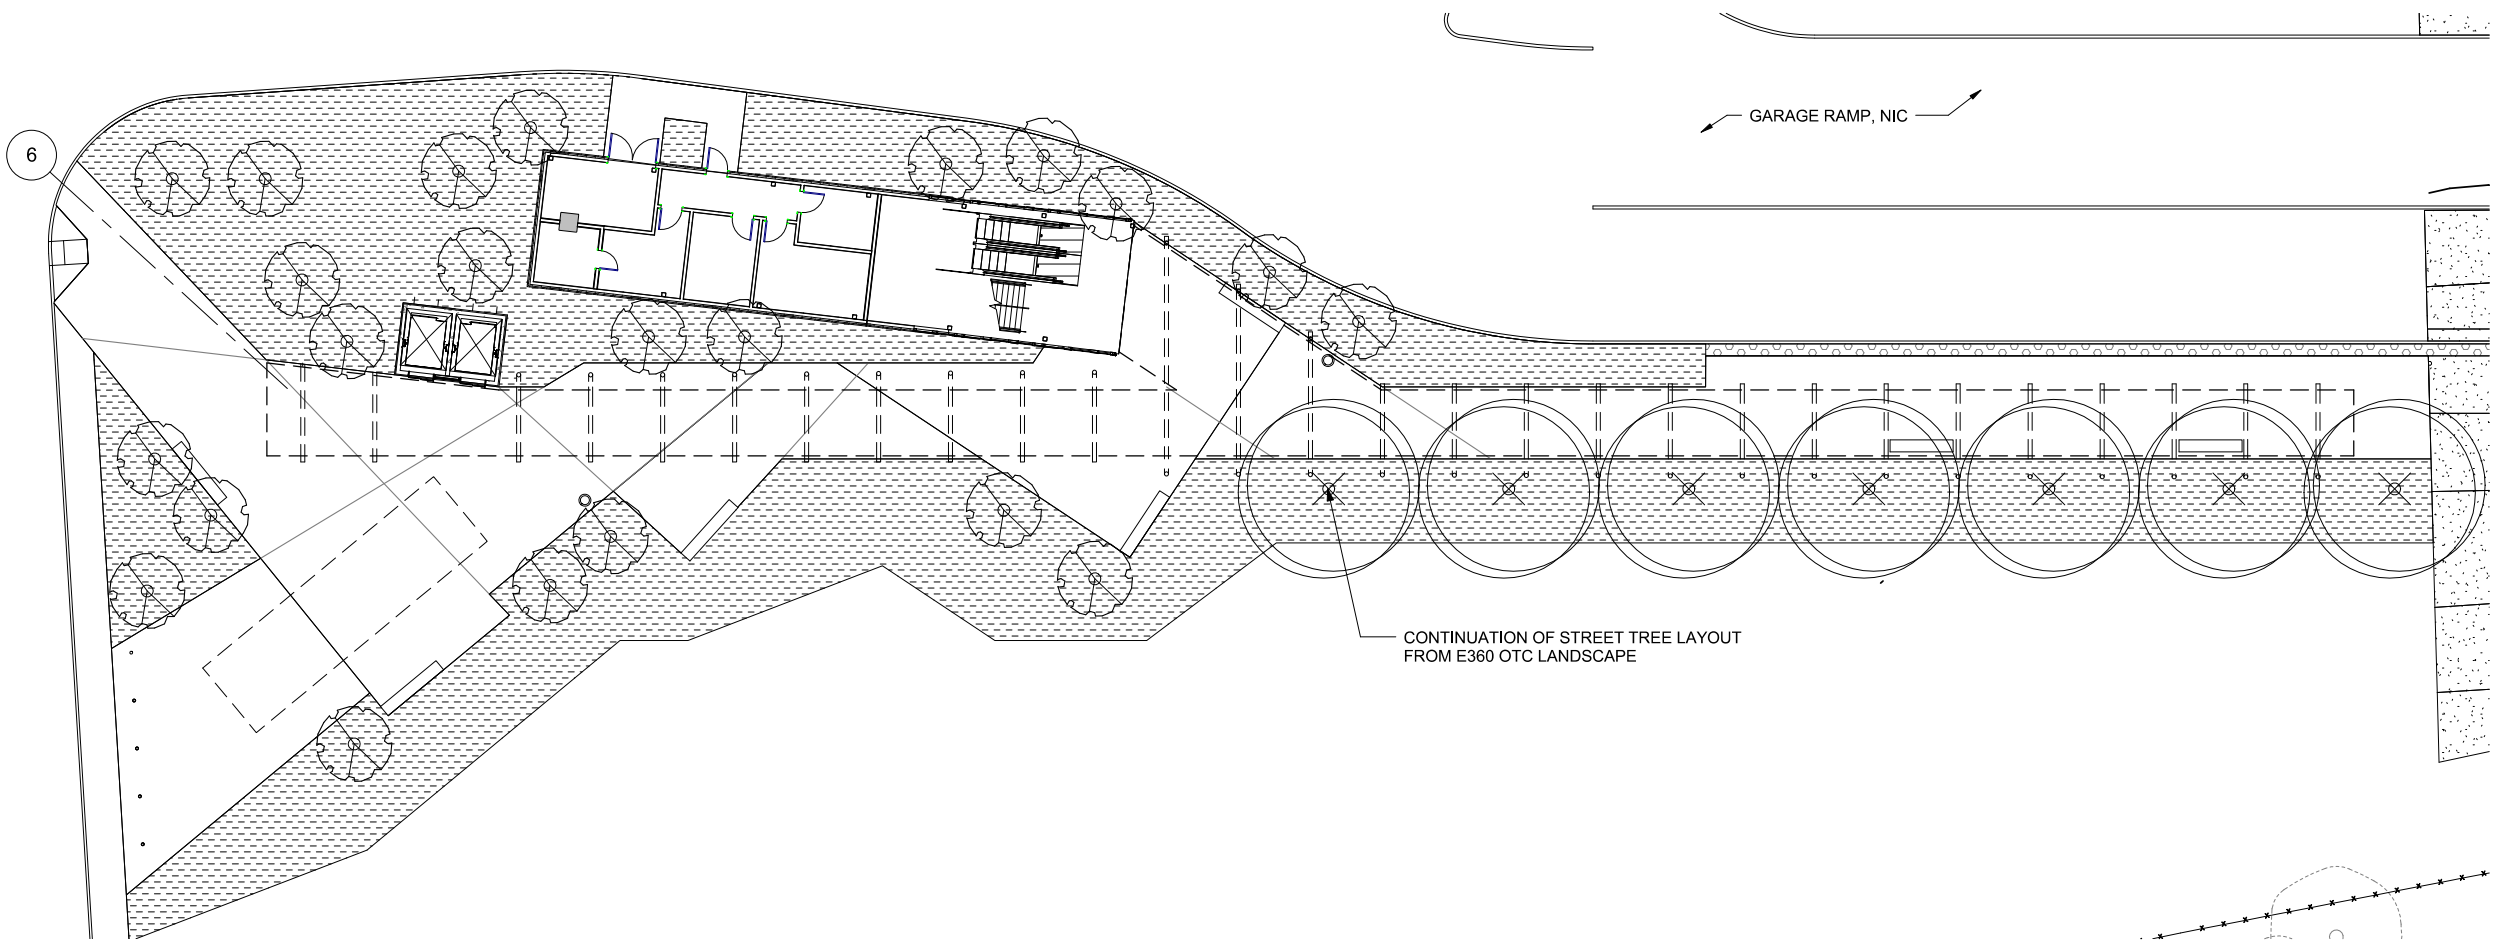 GARAGE RAMP, NIC
6
CONTINUATION OF STREET TREE LAYOUT
FROM E360 OTC LANDSCAPE